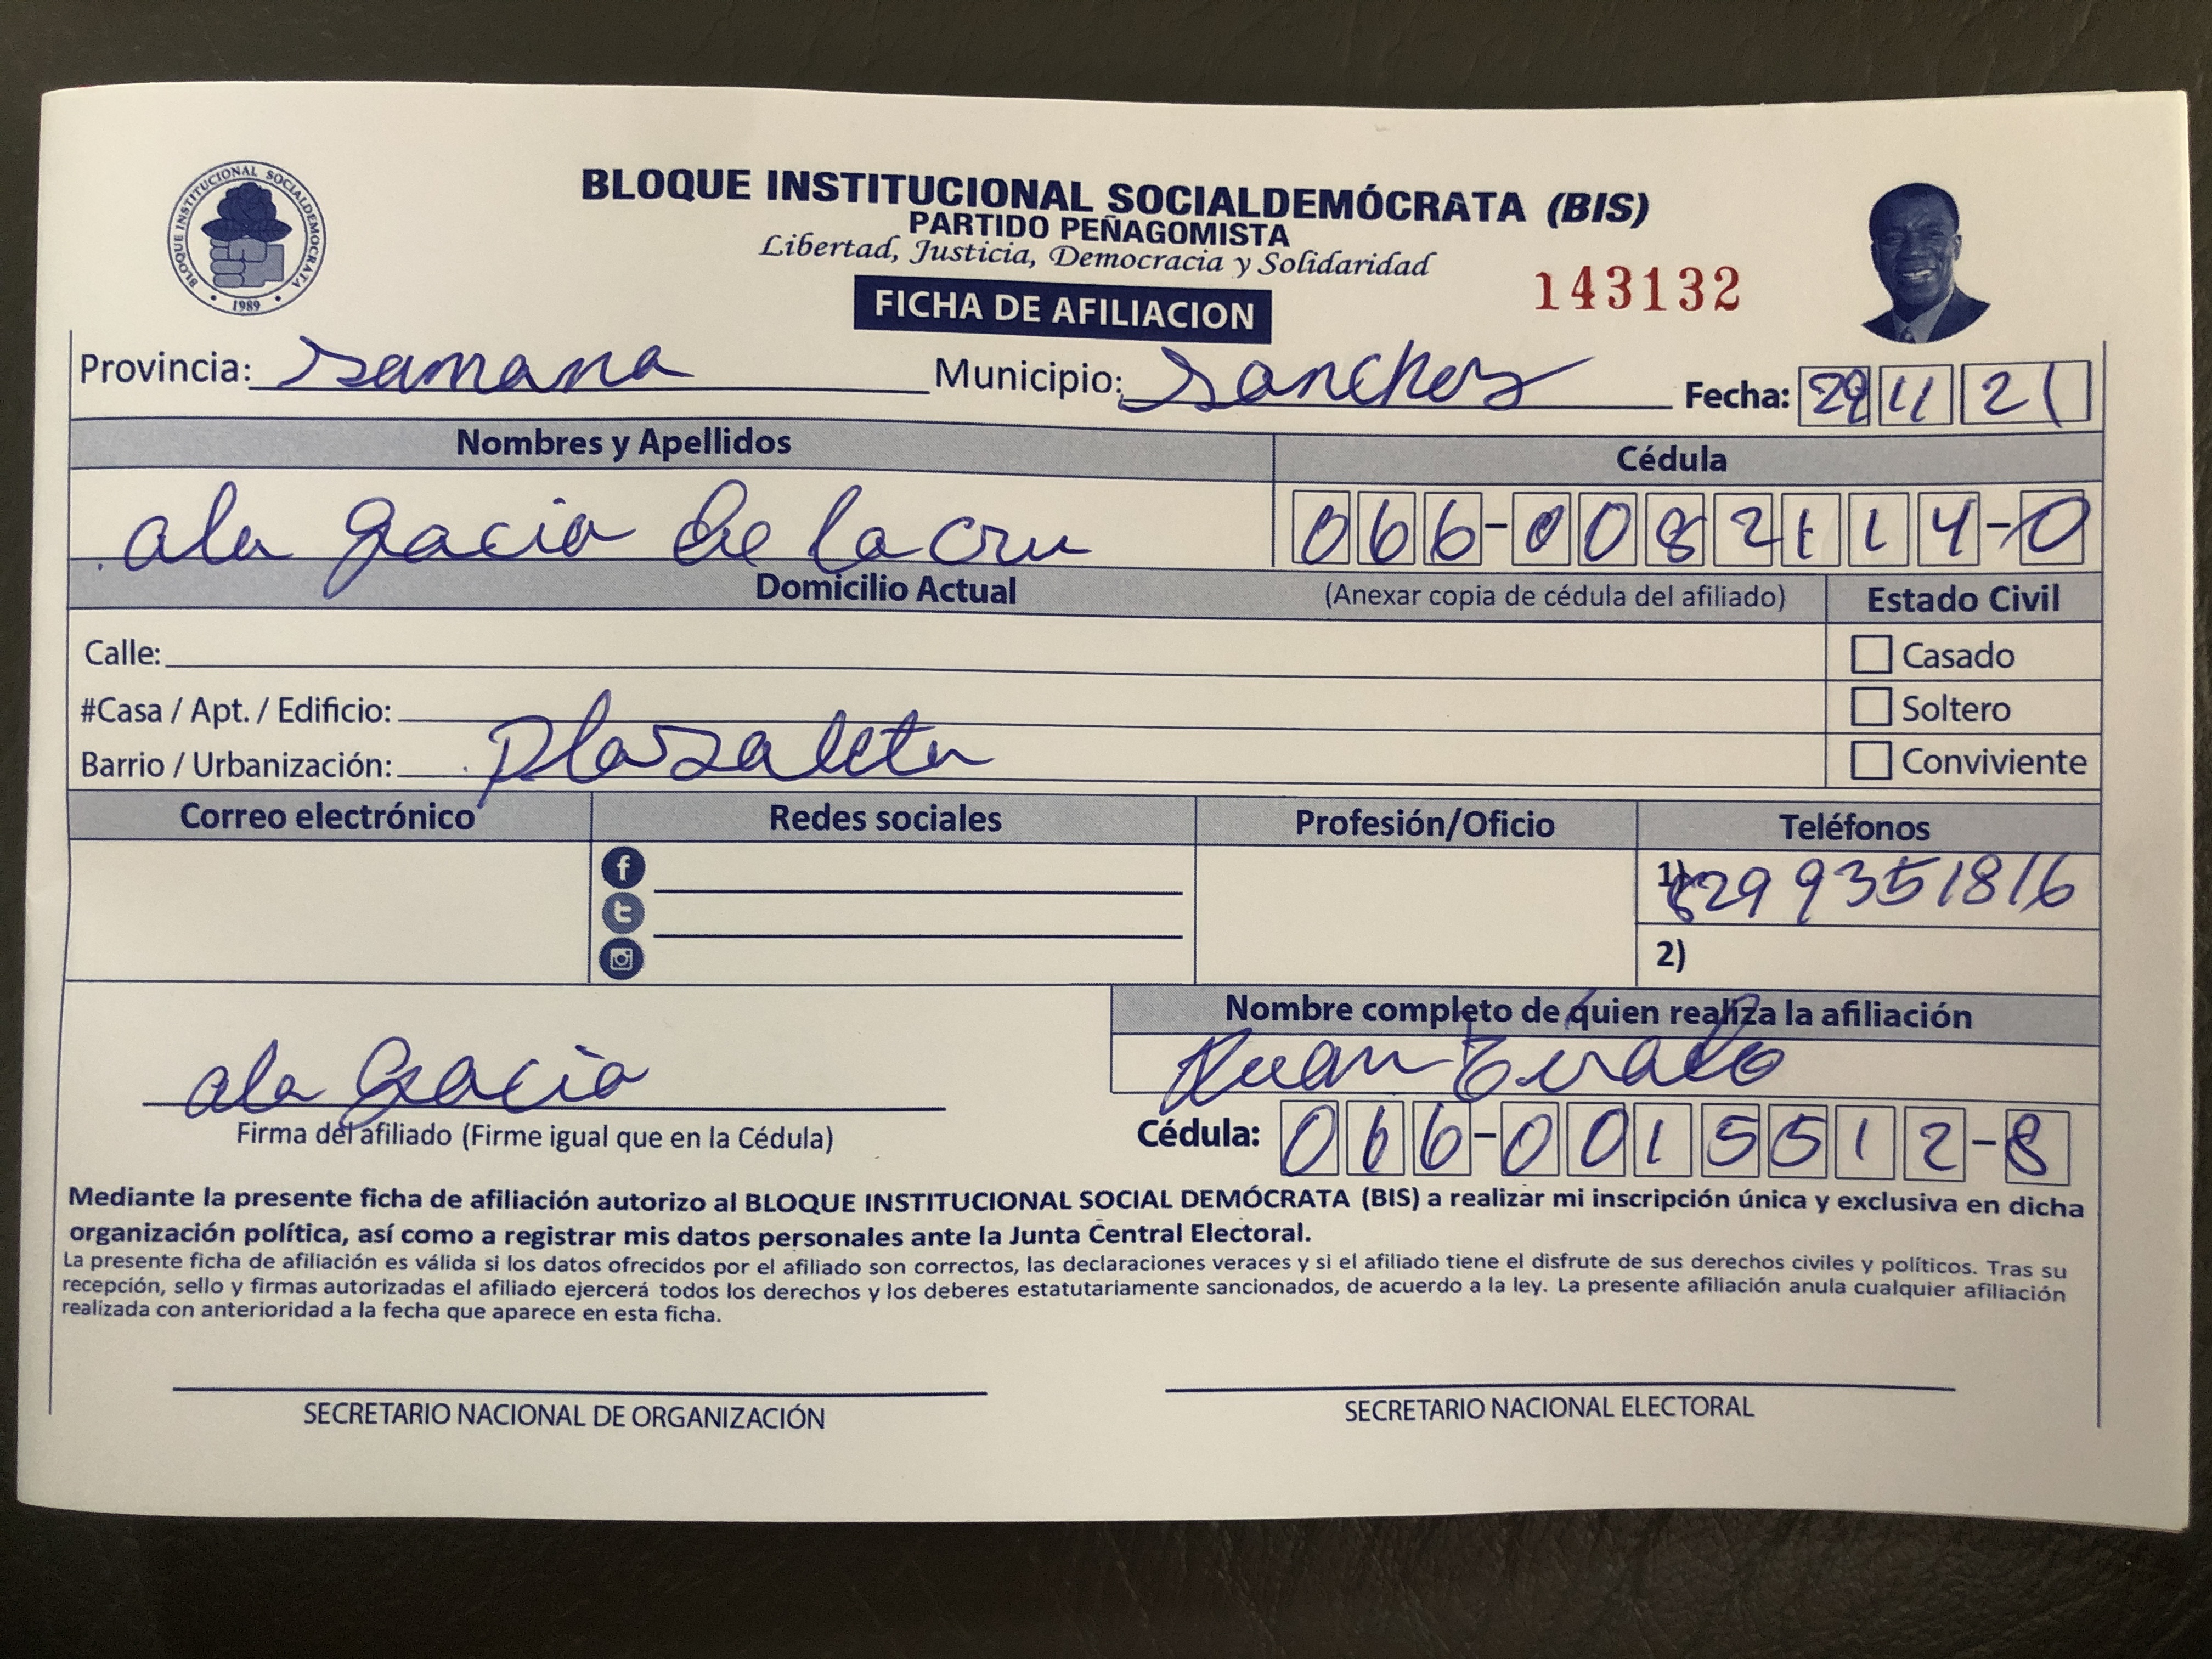 BLOQUE INSTITUCIONAL SOCIALDEMOCRATA
1989
BLOQUE INSTITUCIONAL SOCIALDEMÓCRATA (BIS)
PARTIDO PEÑAGOMISTA
Libertad, Justicia, Democracia y Solidaridad
FICHA DE AFILIACION
143132
Provincia: Samana Municipio: Sanchez Fecha: 29 11 21
Nombres y Apellidos Cédula
ala gacia de la cru 066-0082114-0
Domicilio Actual (Anexar copia de cédula del afiliado) Estado Civil
Calle: Casado
#Casa / Apt. / Edificio: Soltero
Barrio / Urbanización: Plasaleta Conviviente
Correo electrónico Redes sociales Profesión/Oficio Teléfonos
1) 829 9351816
2)
Nombre completo de quien realiza la afiliación
ala Gacia Juan
Firma del afiliado (Firme igual que en la Cédula) Cédula: 066-0015512-8
Mediante la presente ficha de afiliación autorizo al BLOQUE INSTITUCIONAL SOCIAL DEMÓCRATA (BIS) a realizar mi inscripción única y exclusiva en dicha
organización política, así como a registrar mis datos personales ante la Junta Central Electoral.
La presente ficha de afiliación es válida si los datos ofrecidos por el afiliado son correctos, las declaraciones veraces y si el afiliado tiene el disfrute de sus derechos civiles y políticos. Tras su
recepción, sello y firmas autorizadas el afiliado ejercerá todos los derechos y los deberes estatutariamente sancionados, de acuerdo a la ley. La presente afiliación anula cualquier afiliación
realizada con anterioridad a la fecha que aparece en esta ficha.
SECRETARIO NACIONAL DE ORGANIZACIÓN SECRETARIO NACIONAL ELECTORAL